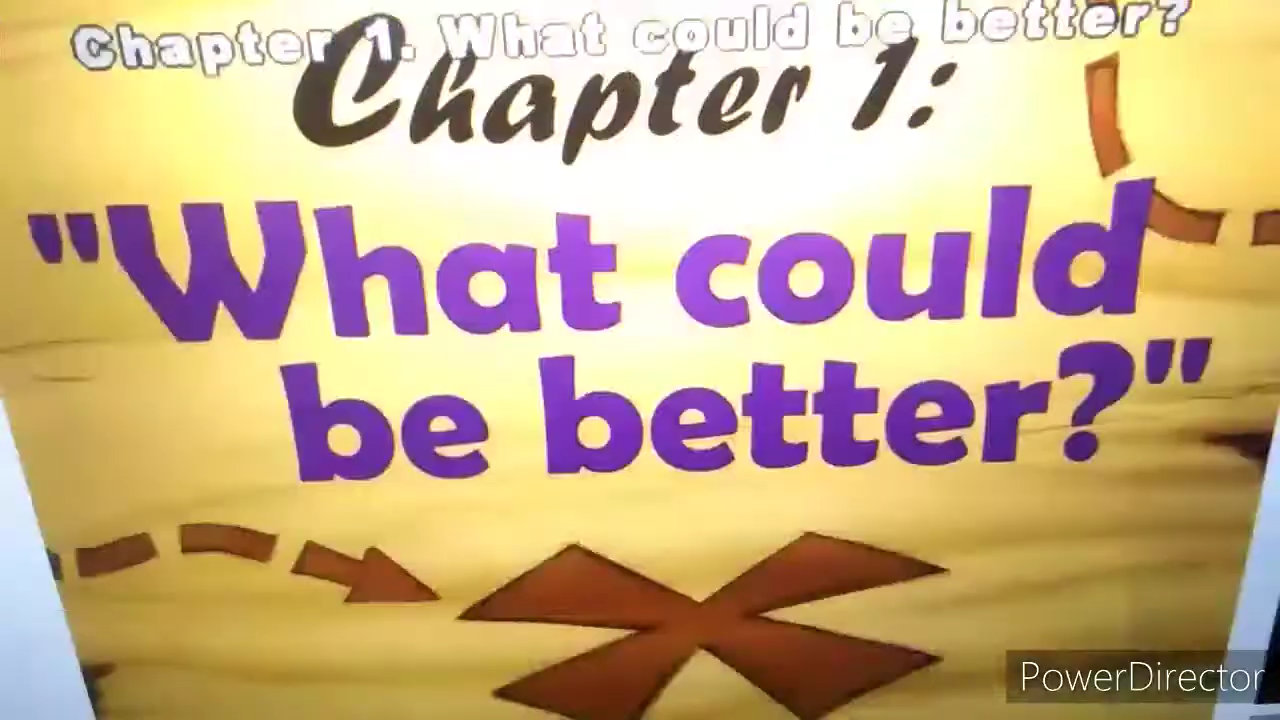 Chapter 1. What could be better?
Chapter 1:
"What could
be better?"
PowerDirector